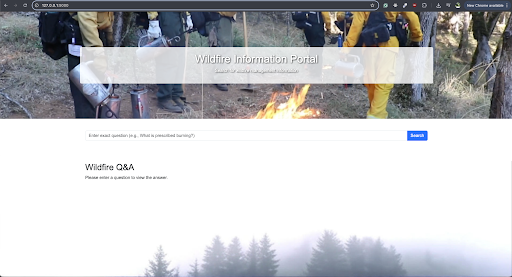 127.0.0.1:5000
New Chrome available
Wildfire Information Portal
Search for wildfire management information
Enter exact question (e.g., What is prescribed burning?)
Search
Wildfire Q&A
Please enter a question to view the answer.